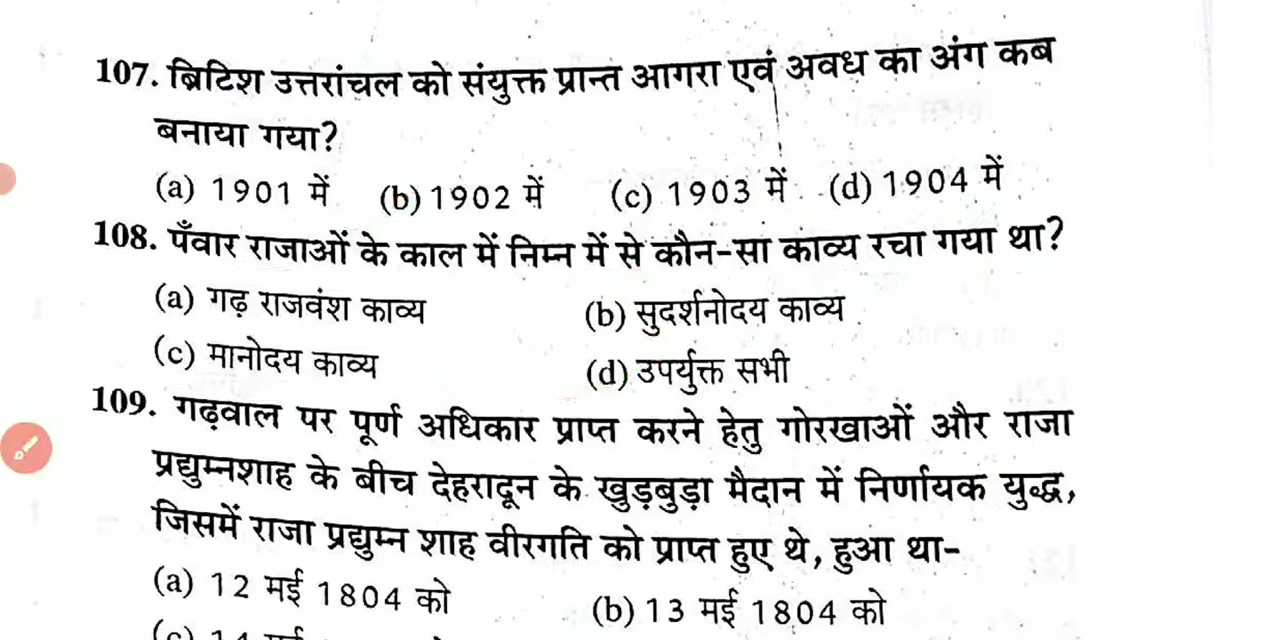 107. ब्रिटिश उत्तरांचल को संयुक्त प्रान्त आगरा एवं अवध का अंग कब
बनाया गया?
(a) 1901 में (b) 1902 में (c) 1903 में (d) 1904 में
108. पँवार राजाओं के काल में निम्न में से कौन-सा काव्य रचा गया था?
(a) गढ़ राजवंश काव्य (b) सुदर्शनोदय काव्य
(c) मानोदय काव्य (d) उपर्युक्त सभी
109. गढ़वाल पर पूर्ण अधिकार प्राप्त करने हेतु गोरखाओं और राजा
प्रद्युम्नशाह के बीच देहरादून के खुड़बुड़ा मैदान में निर्णायक युद्ध,
जिसमें राजा प्रद्युम्न शाह वीरगति को प्राप्त हुए थे, हुआ था-
(a) 12 मई 1804 को (b) 13 मई 1804 को